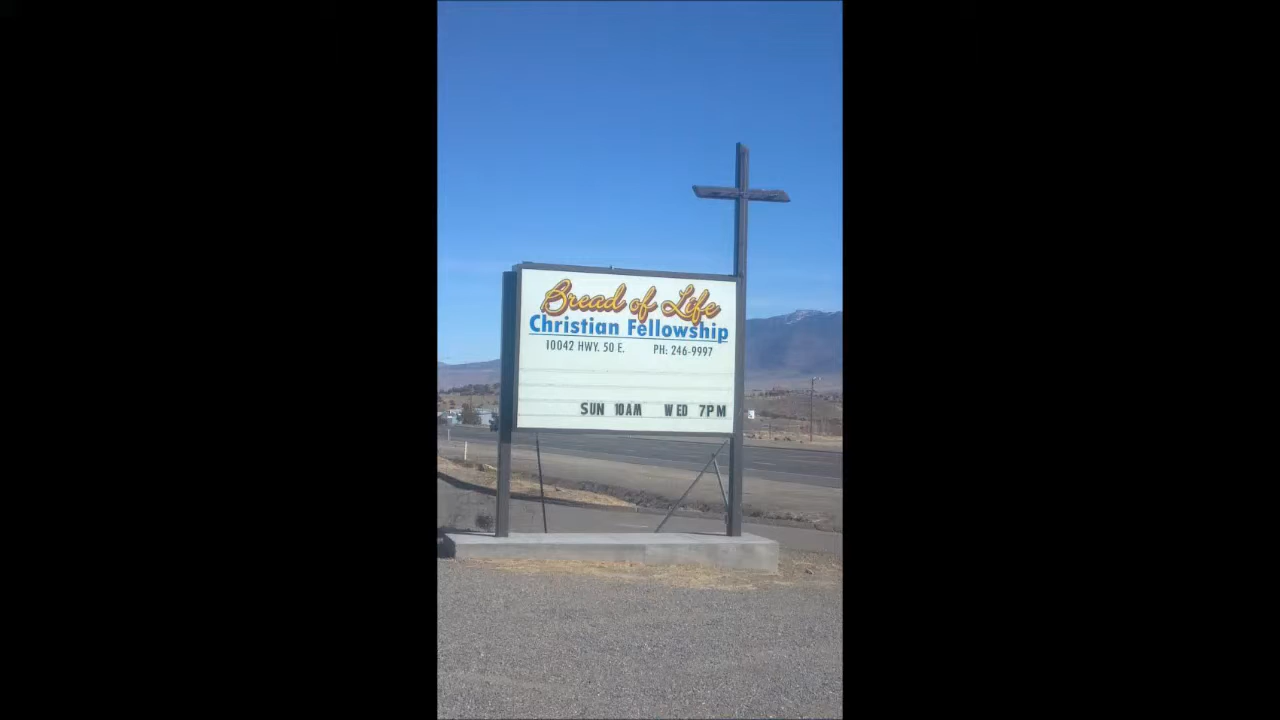 Bread of Life
Christian Fellowship
10042 HWY. 50 E. PH: 246-9997
SUN 10AM WED 7PM